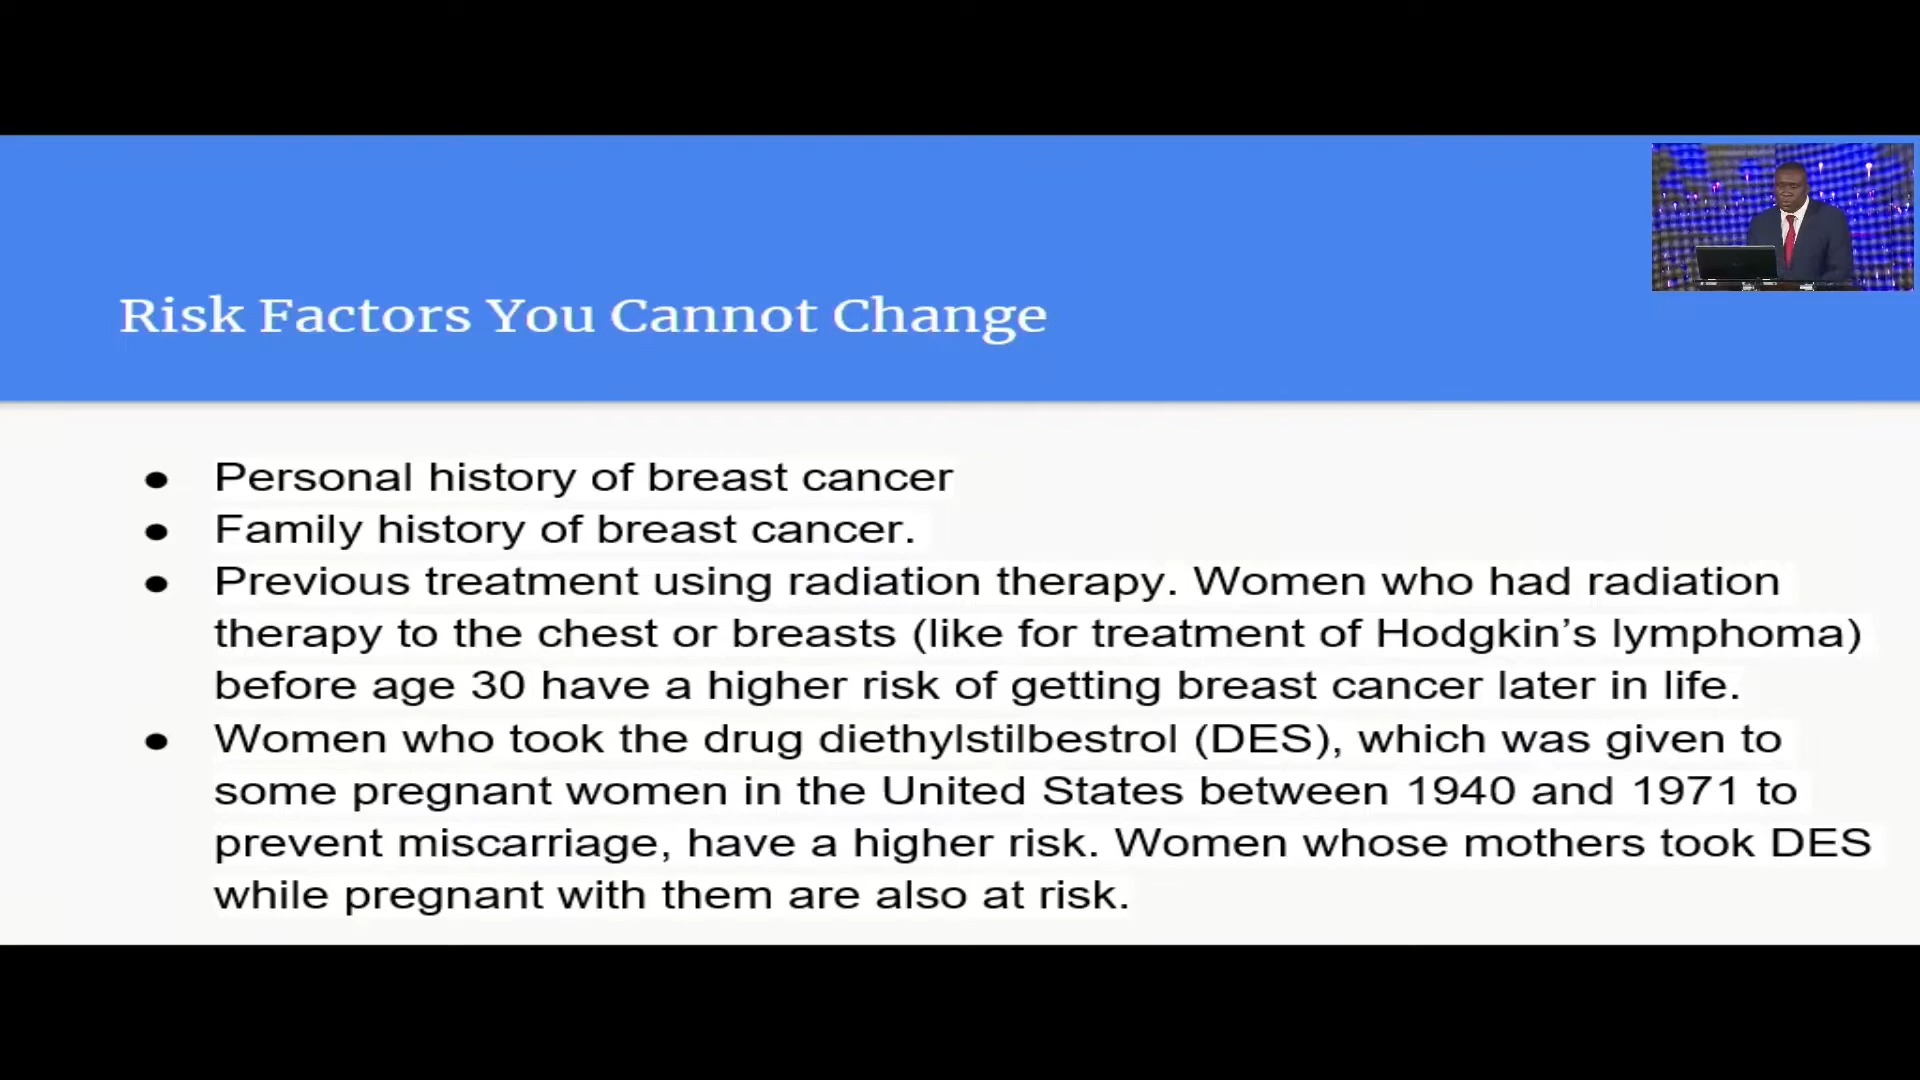 Risk Factors You Cannot Change
● Personal history of breast cancer
● Family history of breast cancer.
● Previous treatment using radiation therapy. Women who had radiation
therapy to the chest or breasts (like for treatment of Hodgkin’s lymphoma)
before age 30 have a higher risk of getting breast cancer later in life.
● Women who took the drug diethylstilbestrol (DES), which was given to
some pregnant women in the United States between 1940 and 1971 to
prevent miscarriage, have a higher risk. Women whose mothers took DES
while pregnant with them are also at risk.